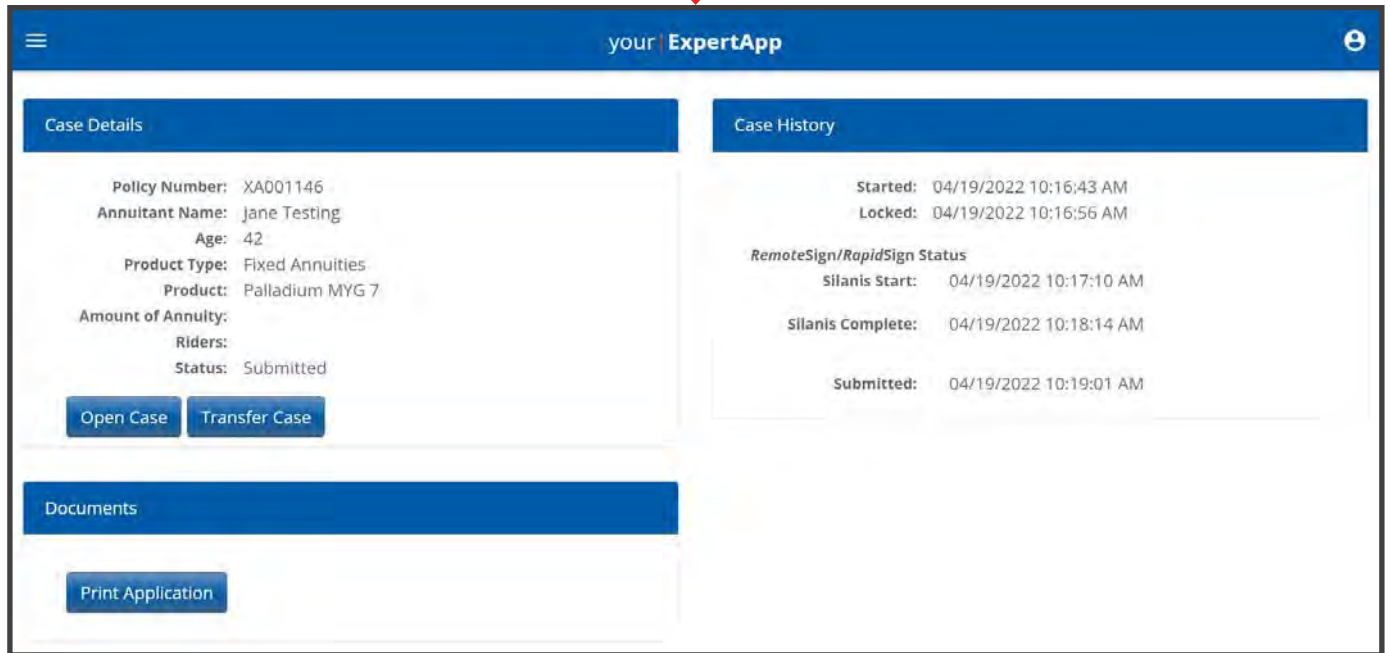 your|ExpertApp
Case Details
Policy Number: XA001146
Annuitant Name: Jane Testing
Age: 42
Product Type: Fixed Annuities
Product: Palladium MYG 7
Amount of Annuity:
Riders:
Status: Submitted
Open Case Transfer Case
Documents
Print Application
Case History
Started: 04/19/2022 10:16:43 AM
Locked: 04/19/2022 10:16:56 AM
RemoteSign/RapidSign Status
Silanis Start: 04/19/2022 10:17:10 AM
Silanis Complete: 04/19/2022 10:18:14 AM
Submitted: 04/19/2022 10:19:01 AM